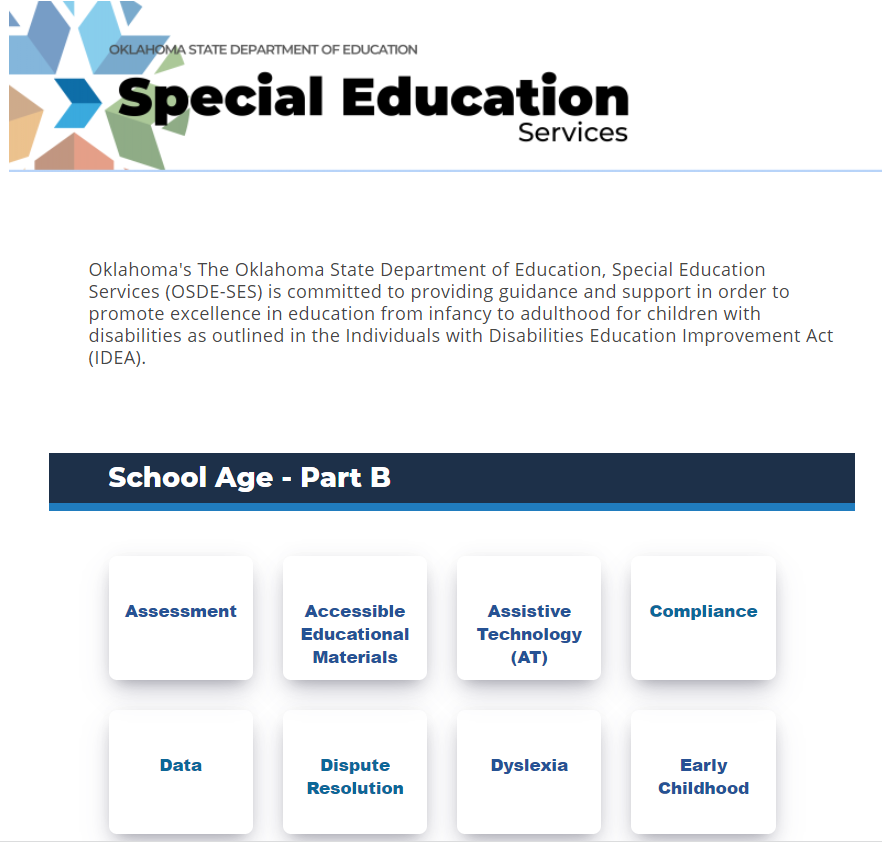 OKLAHOMA STATE DEPARTMENT OF EDUCATION
Special Education
Services
Oklahoma's The Oklahoma State Department of Education, Special Education
Services (OSDE-SES) is committed to providing guidance and support in order to
promote excellence in education from infancy to adulthood for children with
disabilities as outlined in the Individuals with Disabilities Education Improvement Act
(IDEA).
School Age - Part B
Assessment
Accessible
Educational
Materials
Assistive
Technology
(AT)
Compliance
Data
Dispute
Resolution
Dyslexia
Early
Childhood